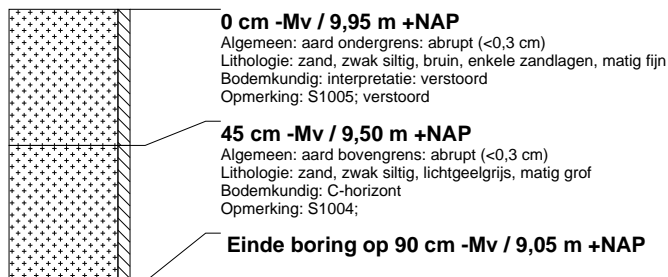 0 cm -Mv / 9,95 m +NAP
Algemeen: aard ondergrens: abrupt (<0,3 cm)
Lithologie: zand, zwak siltig, bruin, enkele zandlagen, matig fijn
Bodemkundig: interpretatie: verstoord
Opmerking: S1005; verstoord
45 cm -Mv / 9,50 m +NAP
Algemeen: aard bovengrens: abrupt (<0,3 cm)
Lithologie: zand, zwak siltig, lichtgeelgrijs, matig grof
Bodemkundig: C-horizont
Opmerking: S1004;
Einde boring op 90 cm -Mv / 9,05 m +NAP